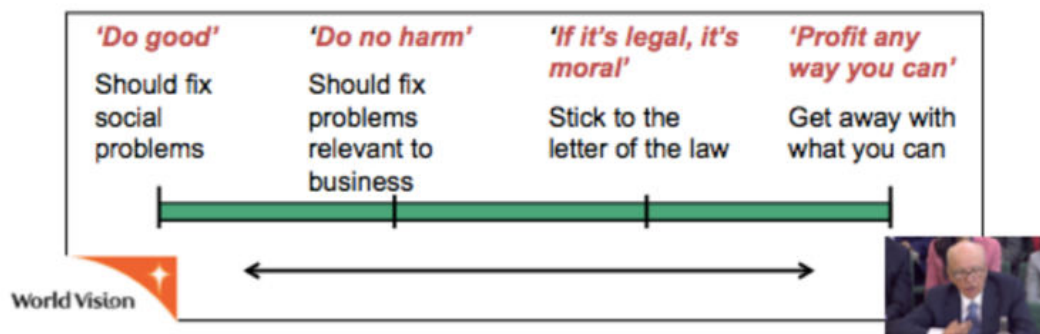 'Do good'
Should fix
social
problems
'Do no harm'
Should fix
problems
relevant to
business
'If it's legal, it's
moral'
Stick to the
letter of the law
'Profit any
way you can'
Get away with
what you can
World Vision